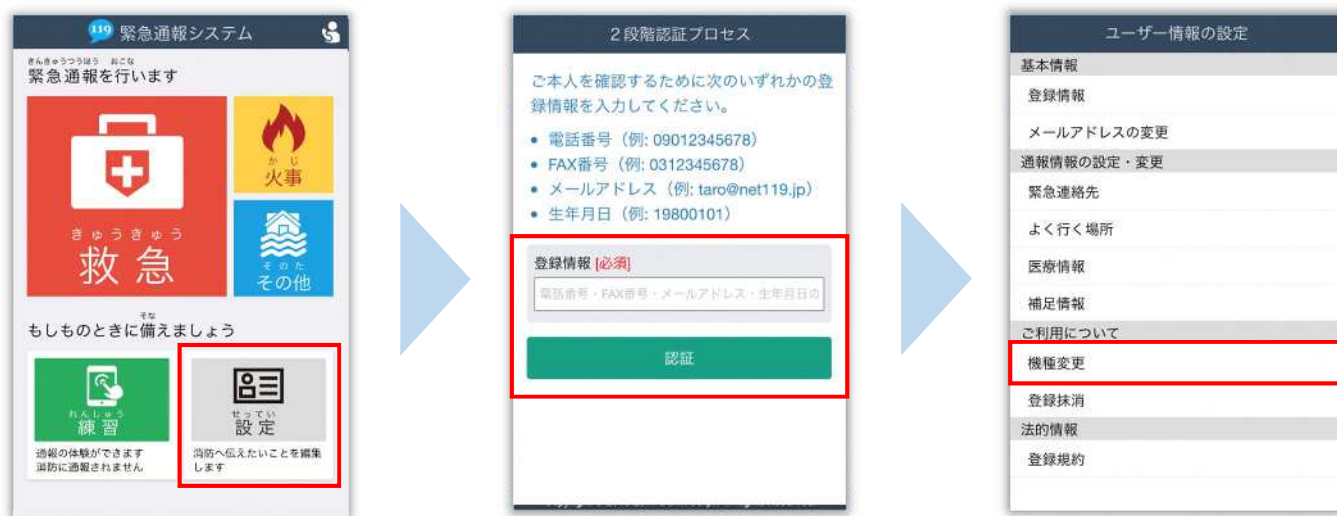 119 緊急通報システム
きんきゅうつうほう おこな
緊急通報を行います
きゅうきゅう
救急
かじ
火事
そのた
その他
そな
もしものときに備えましょう
れんしゅう
練習
通報の体験ができます
消防に通報されません
せってい
設定
消防へ伝えたいことを編集
します
2段階認証プロセス
ご本人を確認するために次のいずれかの登
録情報を入力してください。
• 電話番号（例: 09012345678）
• FAX番号（例: 0312345678）
• メールアドレス（例: taro@net119.jp）
• 生年月日（例: 19800101）
登録情報 [必須]
電話番号・FAX番号・メールアドレス・生年月日の
認証
ユーザー情報の設定
基本情報
登録情報
メールアドレスの変更
通報情報の設定・変更
緊急連絡先
よく行く場所
医療情報
補足情報
ご利用について
機種変更
登録抹消
法的情報
登録規約